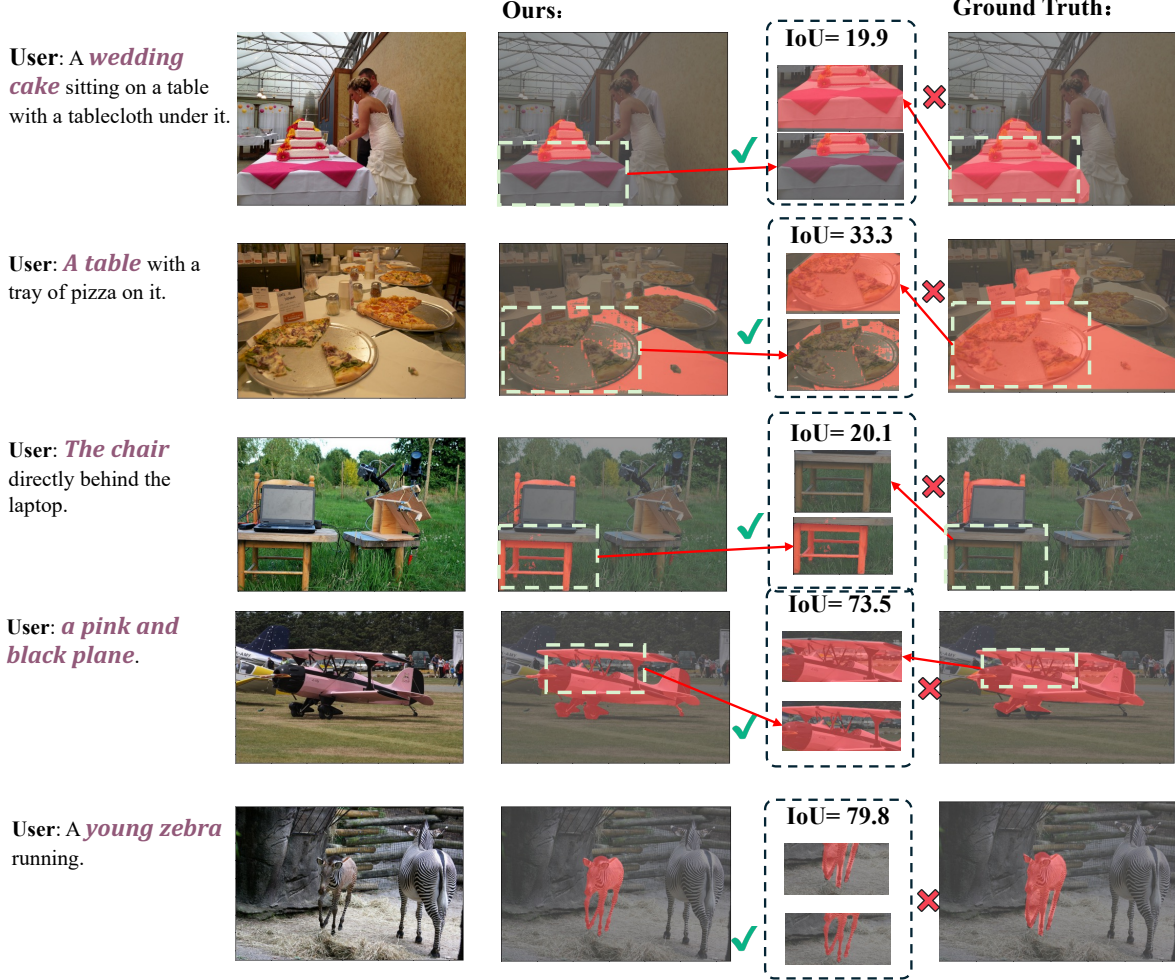 Ours:
Ground Truth:
User: A wedding
cake sitting on a table
with a tablecloth under it.
IoU= 19.9
User: A table with a
tray of pizza on it.
IoU= 33.3
User: The chair
directly behind the
laptop.
IoU= 20.1
User: a pink and
black plane.
IoU= 73.5
User: A young zebra
running.
IoU= 79.8